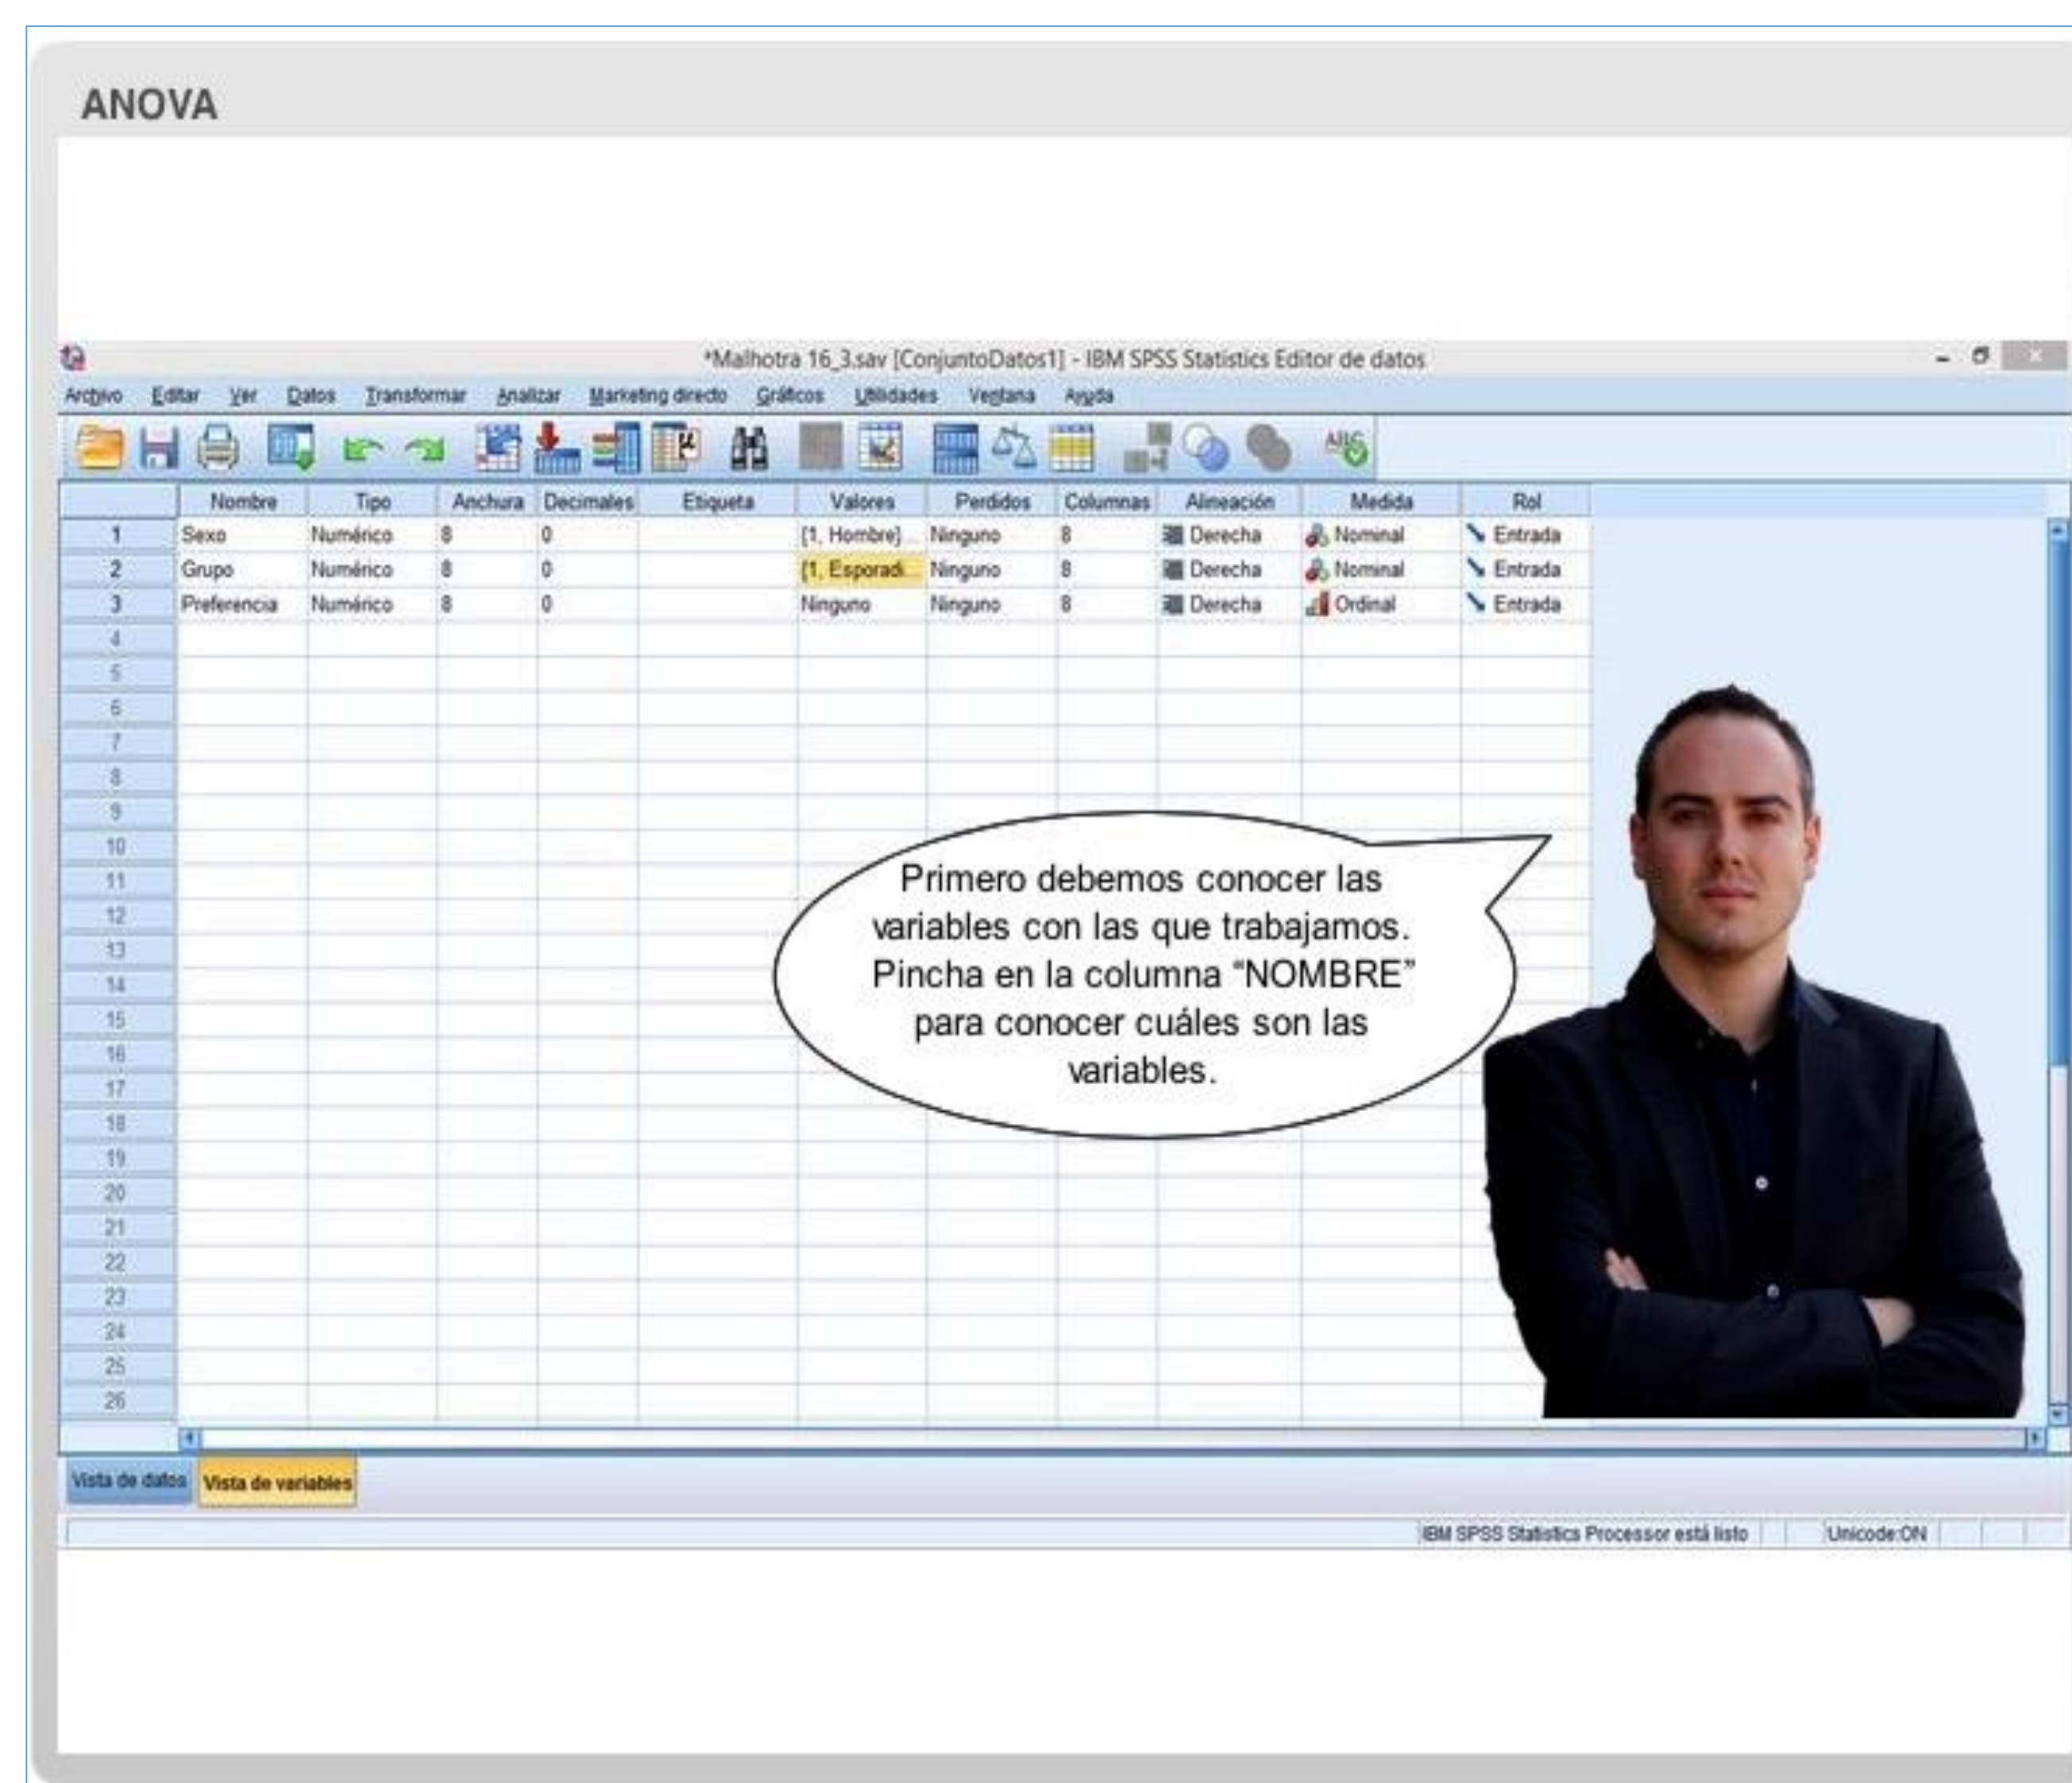 ANOVA
*Malhotra 16_3.sav [ConjuntoDatos1] - IBM SPSS Statistics Editor de datos
Archivo Editar Ver Datos Transformar Analizar Marketing directo Gráficos Utilidades Ventana Ayuda
Nombre Tipo Anchura Decimales Etiqueta Valores Perdidos Columnas Alineación Medida Rol
1 Sexo Numérico 8 0 {1, Hombre}... Ninguno 8 Derecha Nominal Entrada
2 Grupo Numérico 8 0 {1, Esporadi... Ninguno 8 Derecha Nominal Entrada
3 Preferencia Numérico 8 0 Ninguno Ninguno 8 Derecha Ordinal Entrada
4
5
6
7
8
9
10
11
12
13
14
15
16
17
18
19
20
21
22
23
24
25
26
Primero debemos conocer las
variables con las que trabajamos.
Pincha en la columna “NOMBRE”
para conocer cuáles son las
variables.
Vista de datos Vista de variables
IBM SPSS Statistics Processor está listo Unicode:ON